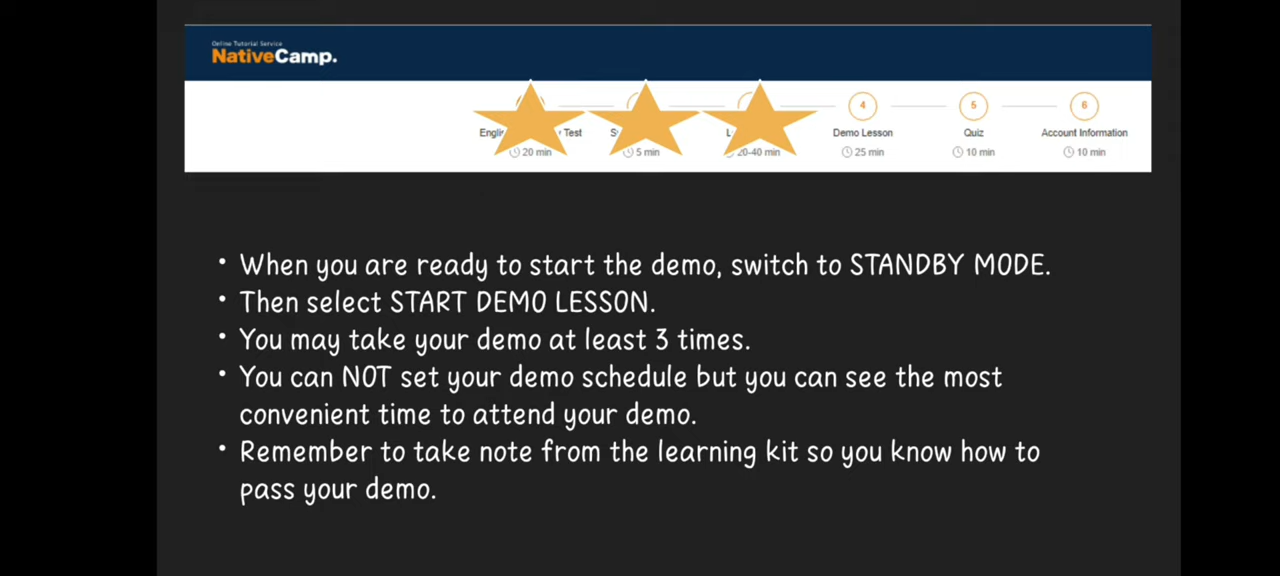 Online Tutorial Service
NativeCamp.
4 5 6
Test Demo Lesson Quiz Account Information
20 min 5 min 20-40 min 25 min 10 min 10 min
• When you are ready to start the demo, switch to STANDBY MODE.
• Then select START DEMO LESSON.
• You may take your demo at least 3 times.
• You can NOT set your demo schedule but you can see the most
convenient time to attend your demo.
• Remember to take note from the learning kit so you know how to
pass your demo.